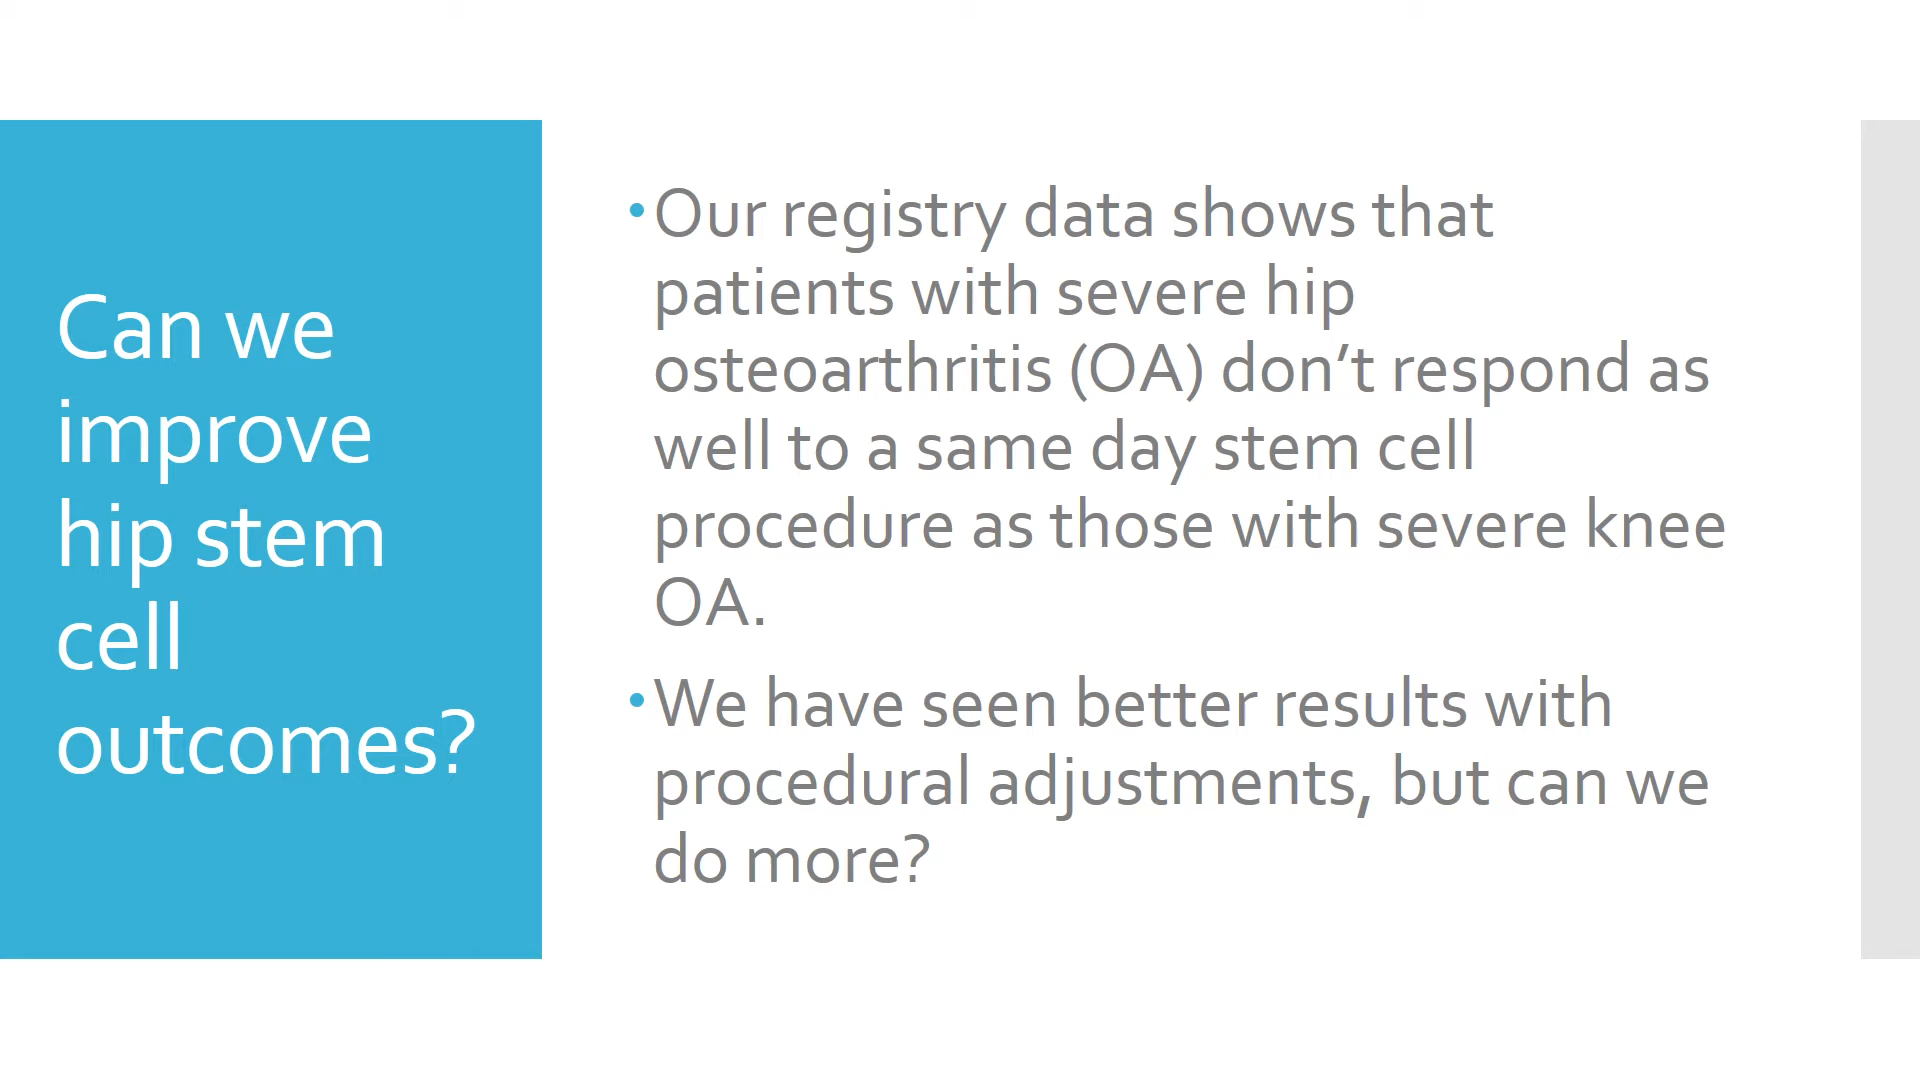 Can we
improve
hip stem
cell
outcomes?
•Our registry data shows that
patients with severe hip
osteoarthritis (OA) don’t respond as
well to a same day stem cell
procedure as those with severe knee
OA.
•We have seen better results with
procedural adjustments, but can we
do more?